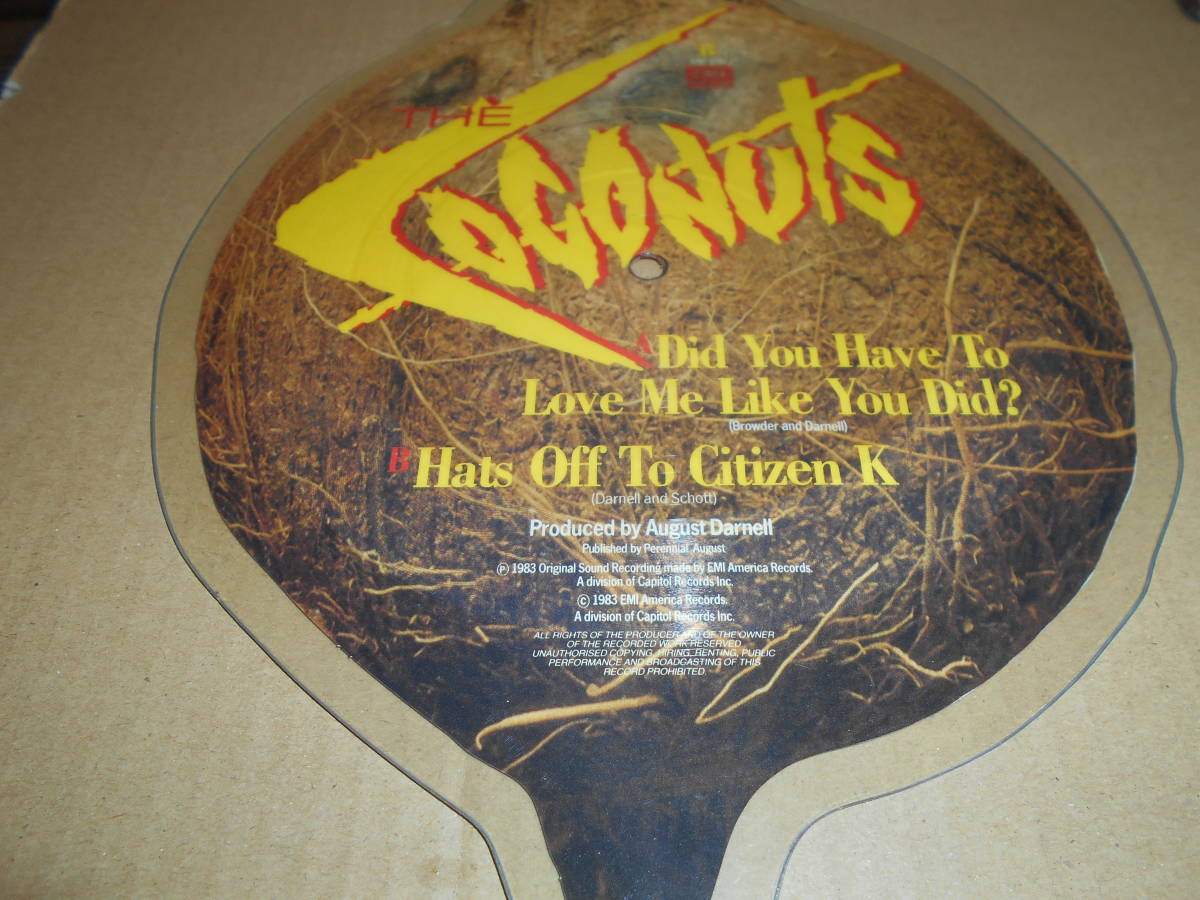 THE
COCONUTS
A Did You Have To
Love Me Like You Did?
(Browder and Darnell)
B Hats Off To Citizen K
(Darnell and Schott)
Produced by August Darnell
Published by Perennial August
Ⓟ 1983 Original Sound Recording made by EMI America Records.
A division of Capitol Records Inc.
© 1983 EMI America Records.
A division of Capitol Records Inc.
ALL RIGHTS OF THE PRODUCER AND OF THE OWNER
OF THE RECORDED WORK RESERVED
UNAUTHORISED COPYING, HIRING, RENTING, PUBLIC
PERFORMANCE AND BROADCASTING OF THIS
RECORD PROHIBITED